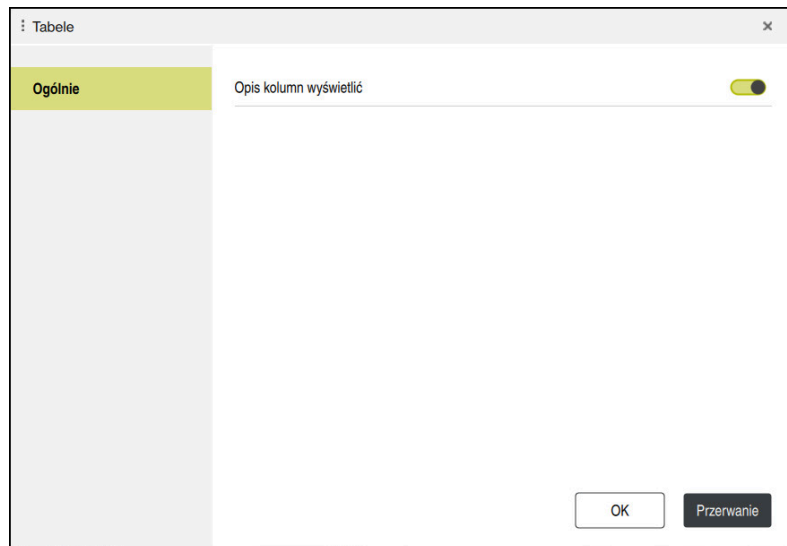 Tabele
Ogólnie
Opis kolumn wyświetlić
OK
Przerwanie